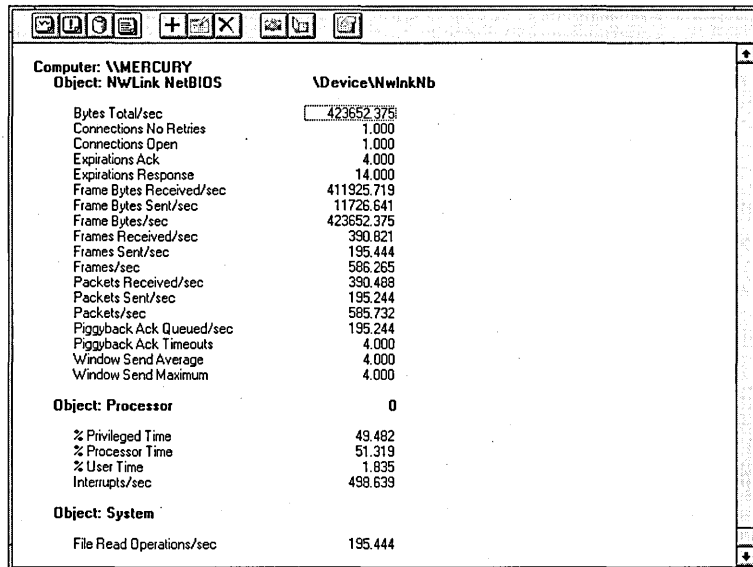 Computer: \\MERCURY
Object: NWLink NetBIOS \Device\NwlnkNb
Bytes Total/sec 423652.375
Connections No Retries 1.000
Connections Open 1.000
Expirations Ack 4.000
Expirations Response 14.000
Frame Bytes Received/sec 411925.719
Frame Bytes Sent/sec 11726.641
Frame Bytes/sec 423652.375
Frames Received/sec 390.821
Frames Sent/sec 195.444
Frames/sec 586.265
Packets Received/sec 390.488
Packets Sent/sec 195.244
Packets/sec 585.732
Piggyback Ack Queued/sec 195.244
Piggyback Ack Timeouts 4.000
Window Send Average 4.000
Window Send Maximum 4.000
Object: Processor 0
% Privileged Time 49.482
% Processor Time 51.319
% User Time 1.835
Interrupts/sec 498.639
Object: System
File Read Operations/sec 195.444